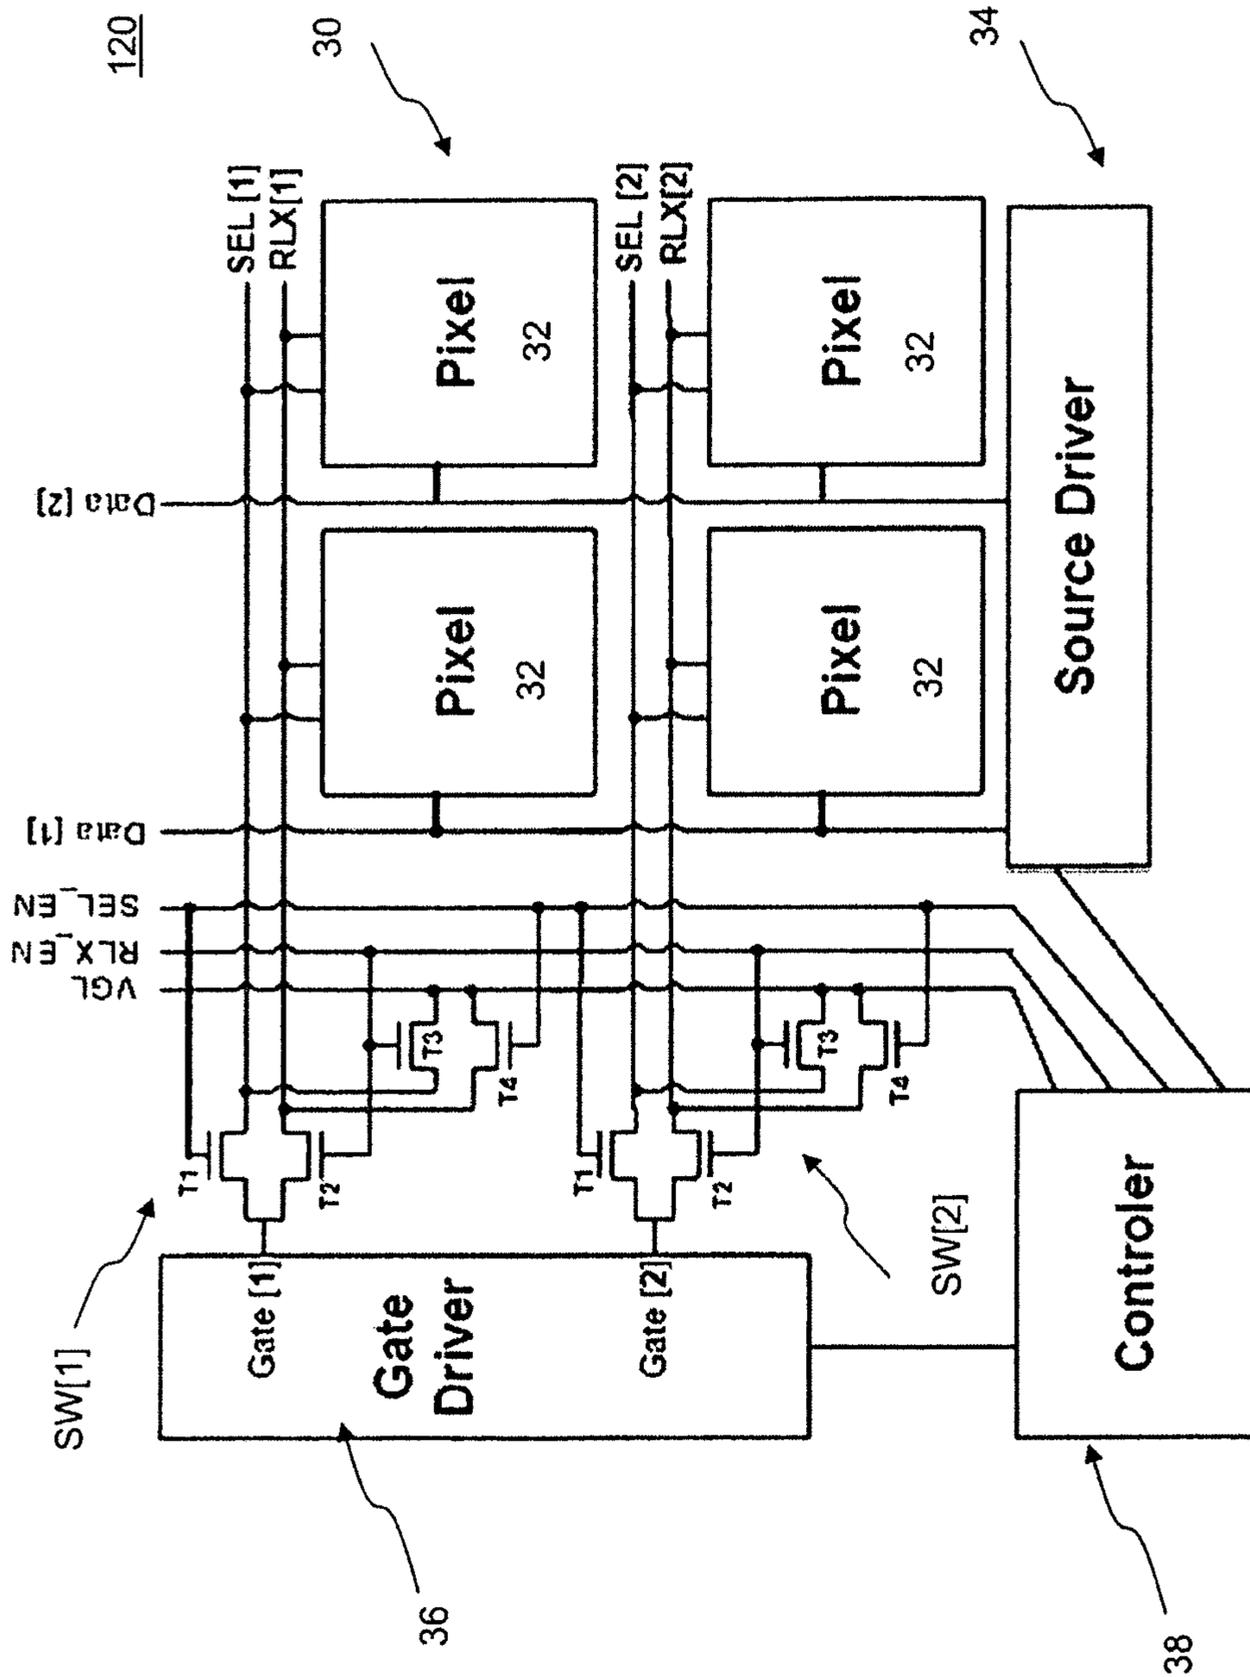 120
30
34
SEL [1]
RLX[1]
SEL [2]
RLX[2]
Data [2]
Data [1]
SEL_EN
RLX_EN
VGL
Pixel
32
Pixel
32
Pixel
32
Pixel
32
Source Driver
T1
T2
T3
T4
T1
T2
T3
T4
SW[1]
SW[2]
Gate [1]
Gate
Driver
Gate [2]
Controler
36
38